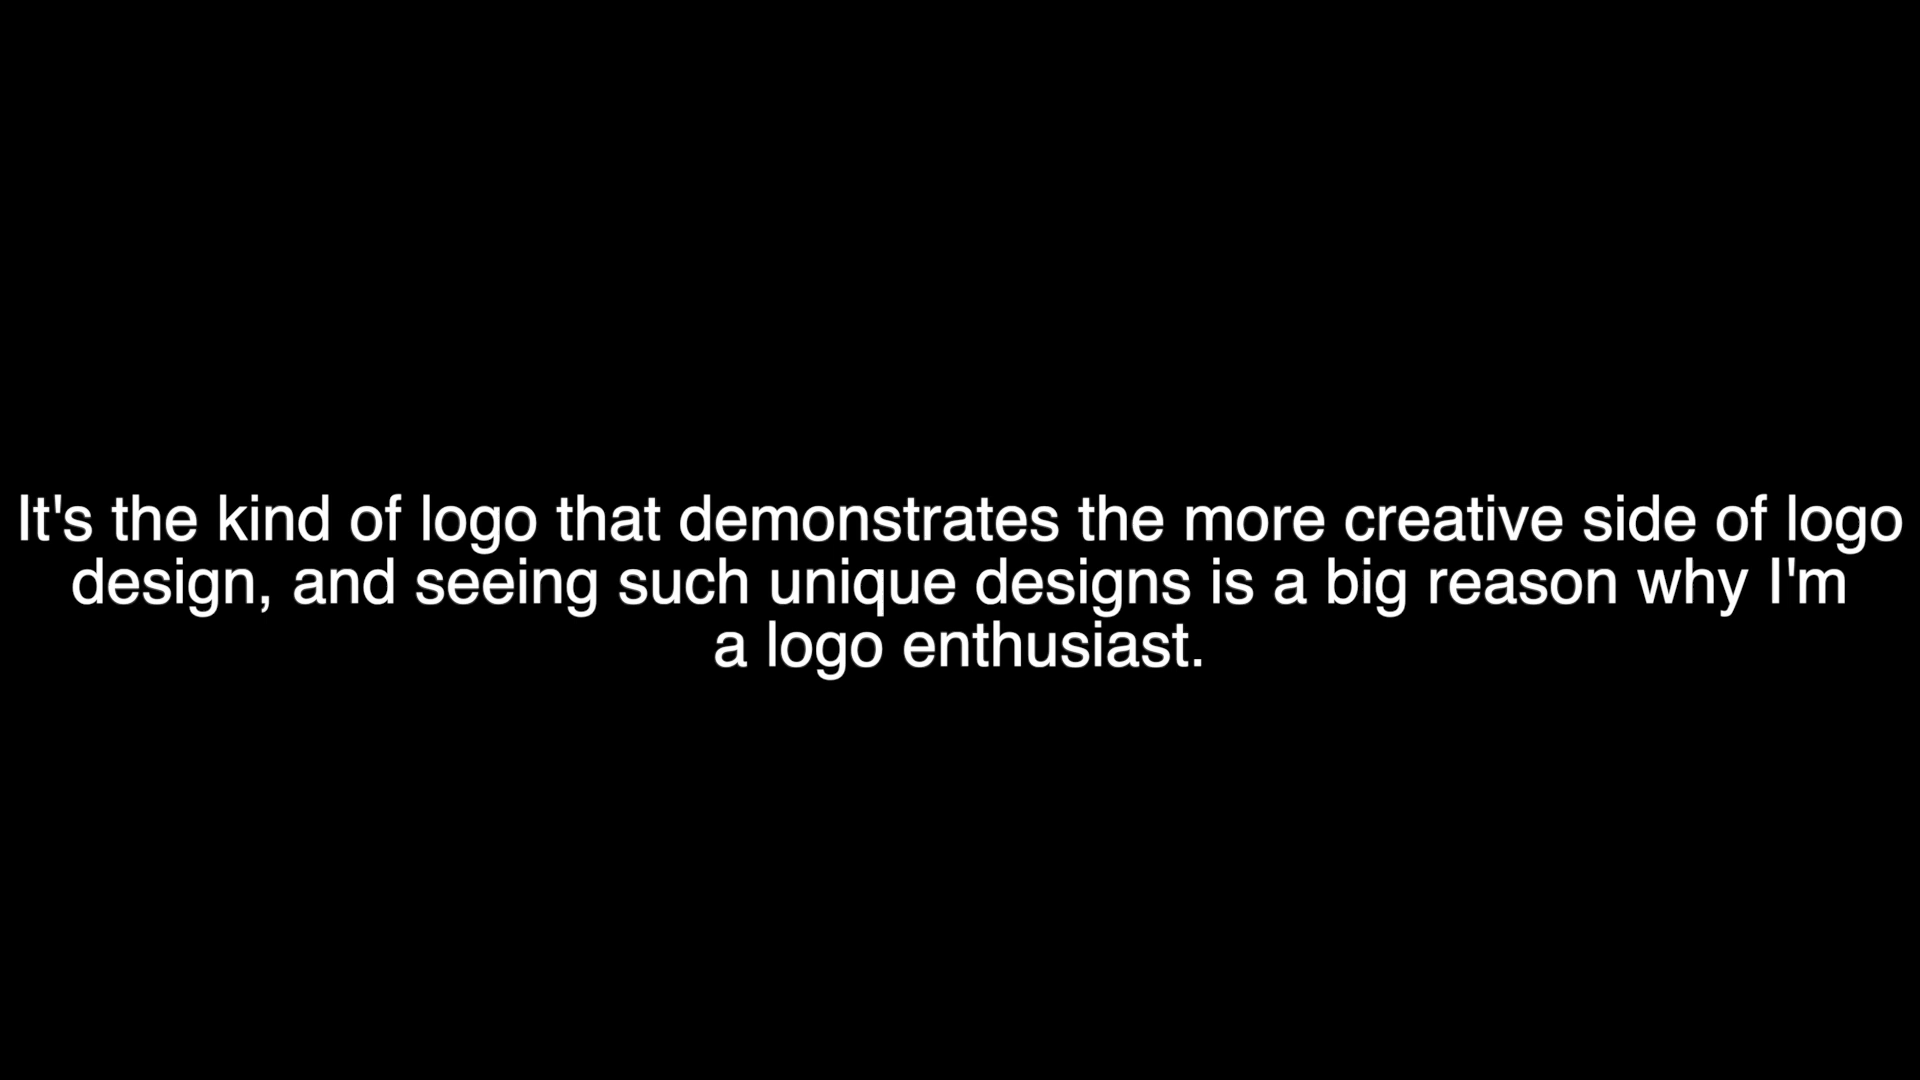 It's the kind of logo that demonstrates the more creative side of logo
design, and seeing such unique designs is a big reason why I'm
a logo enthusiast.